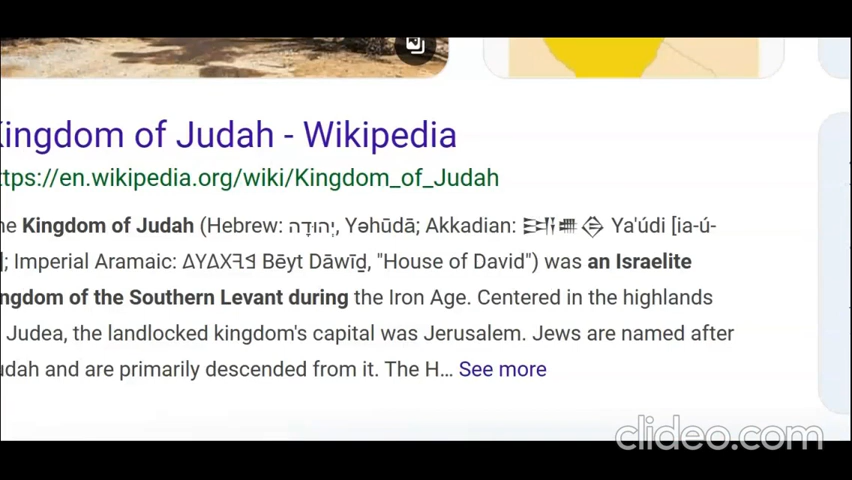 ingdom of Judah - Wikipedia
ttps://en.wikipedia.org/wiki/Kingdom_of_Judah
ne Kingdom of Judah (Hebrew: יְהוּדָה, Yəhūdā; Akkadian: Ya'údi [ia-ú-
]; Imperial Aramaic: Bēyt Dāwīḏ, "House of David") was an Israelite
ngdom of the Southern Levant during the Iron Age. Centered in the highlands
Judea, the landlocked kingdom's capital was Jerusalem. Jews are named after
udah and are primarily descended from it. The H... See more
clideo.com